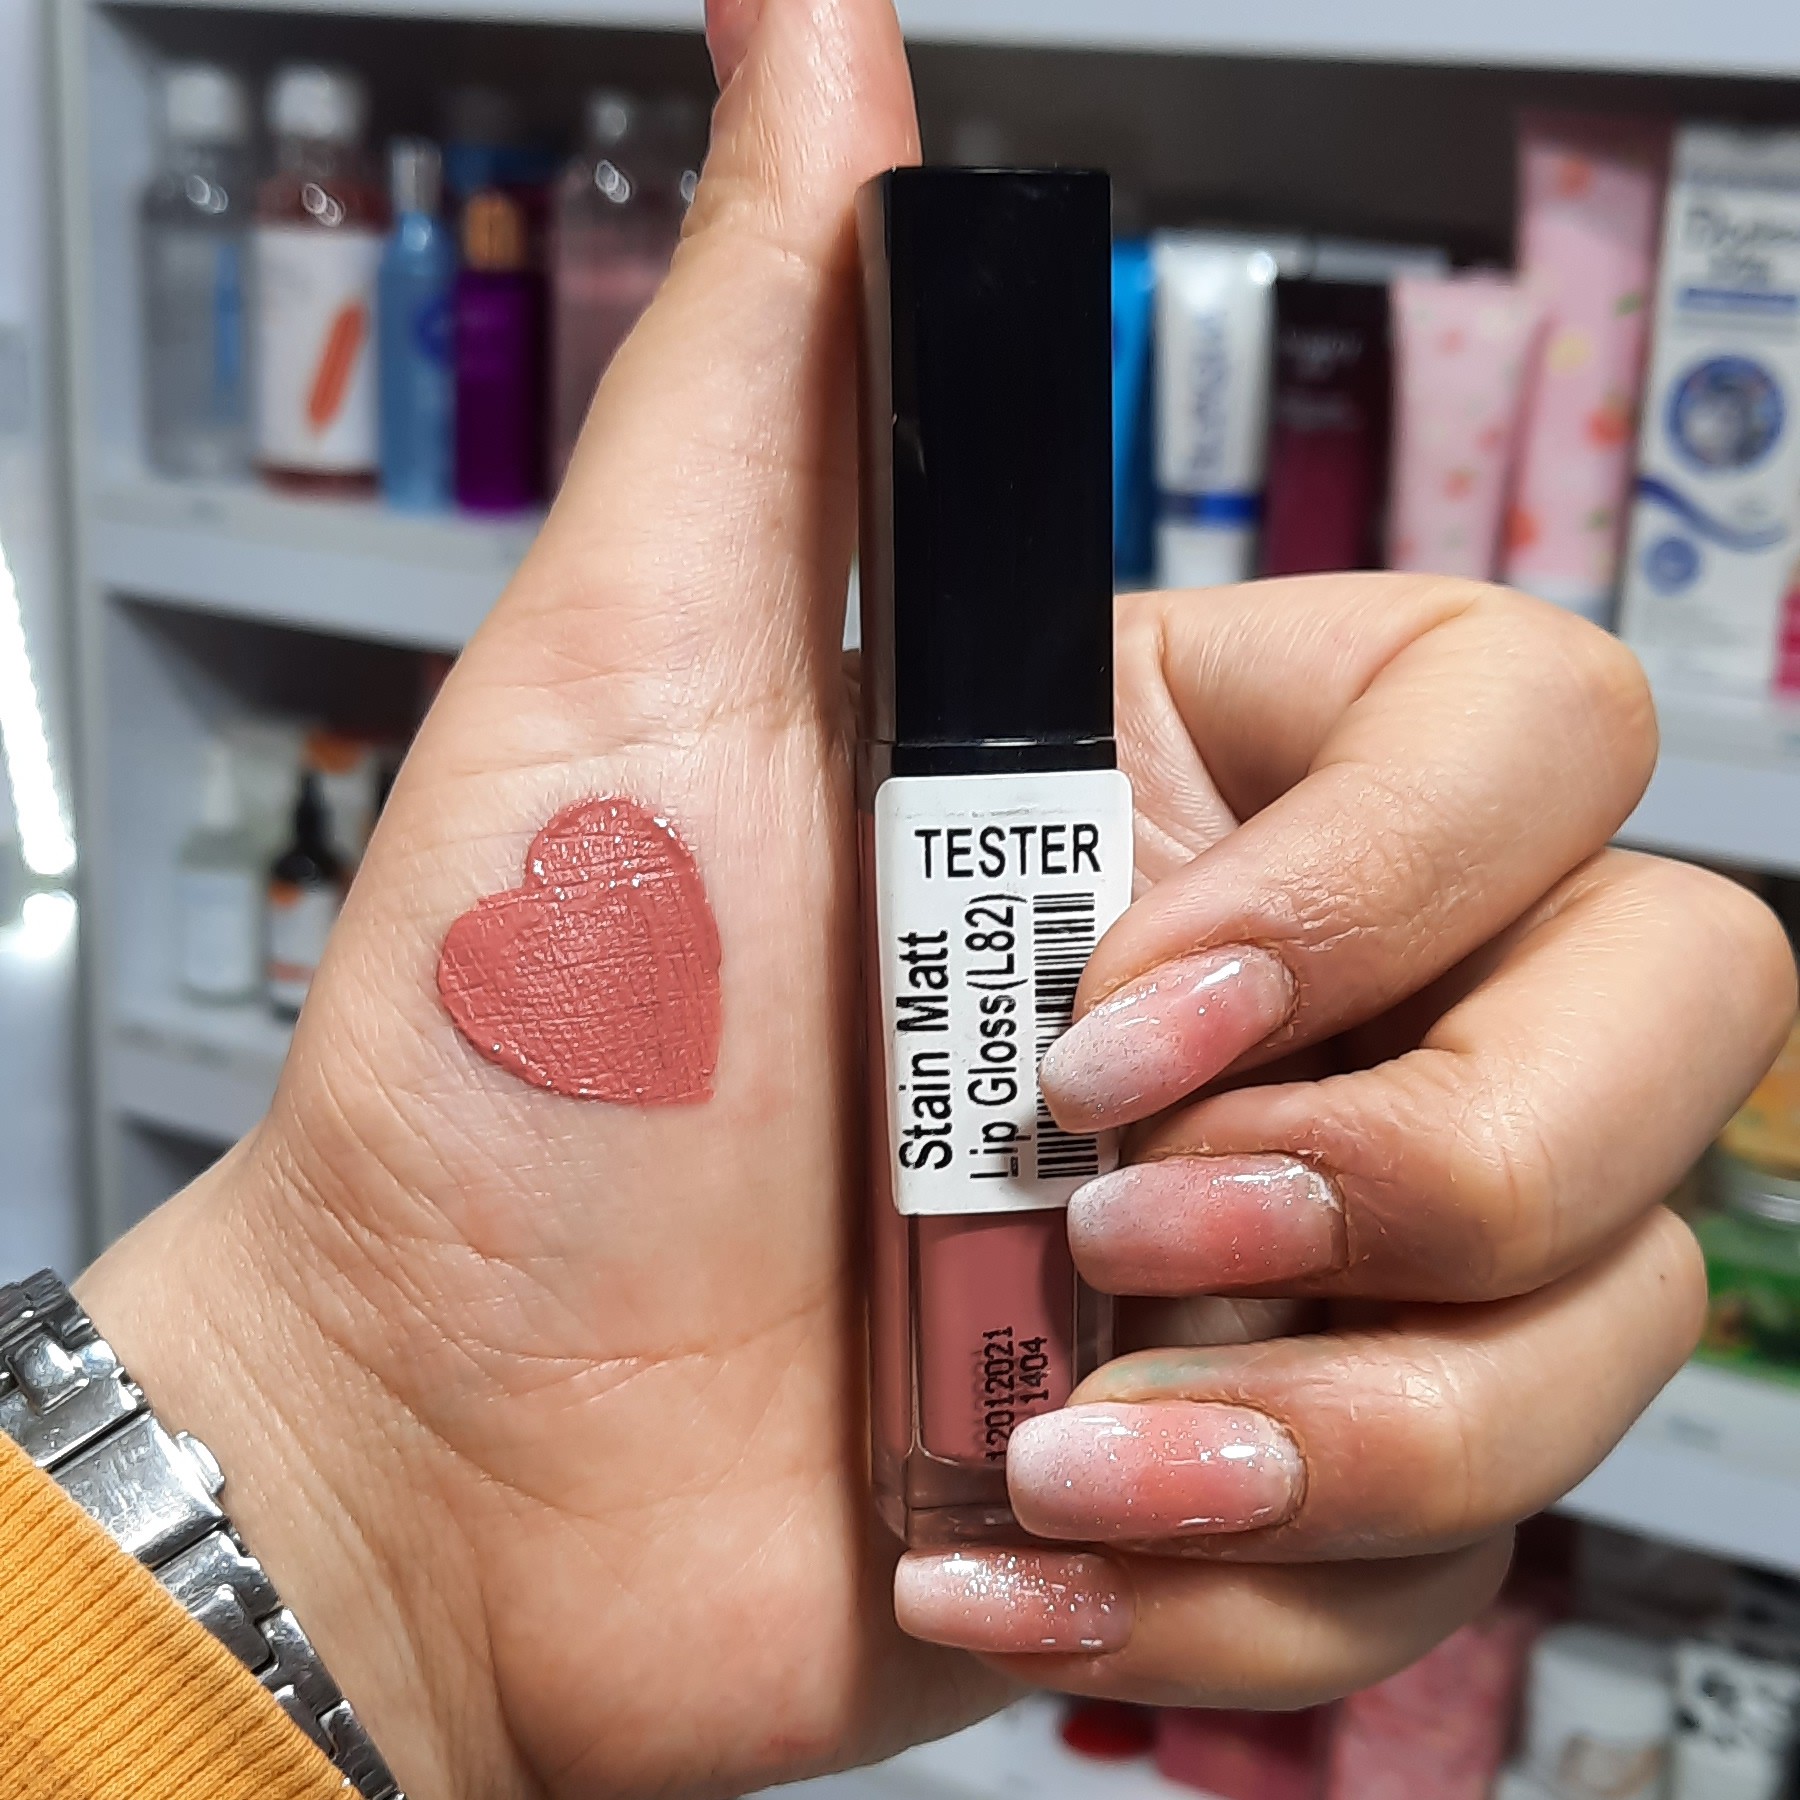 TESTER
Stain Matt
Lip Gloss(L82)
12012021
1404